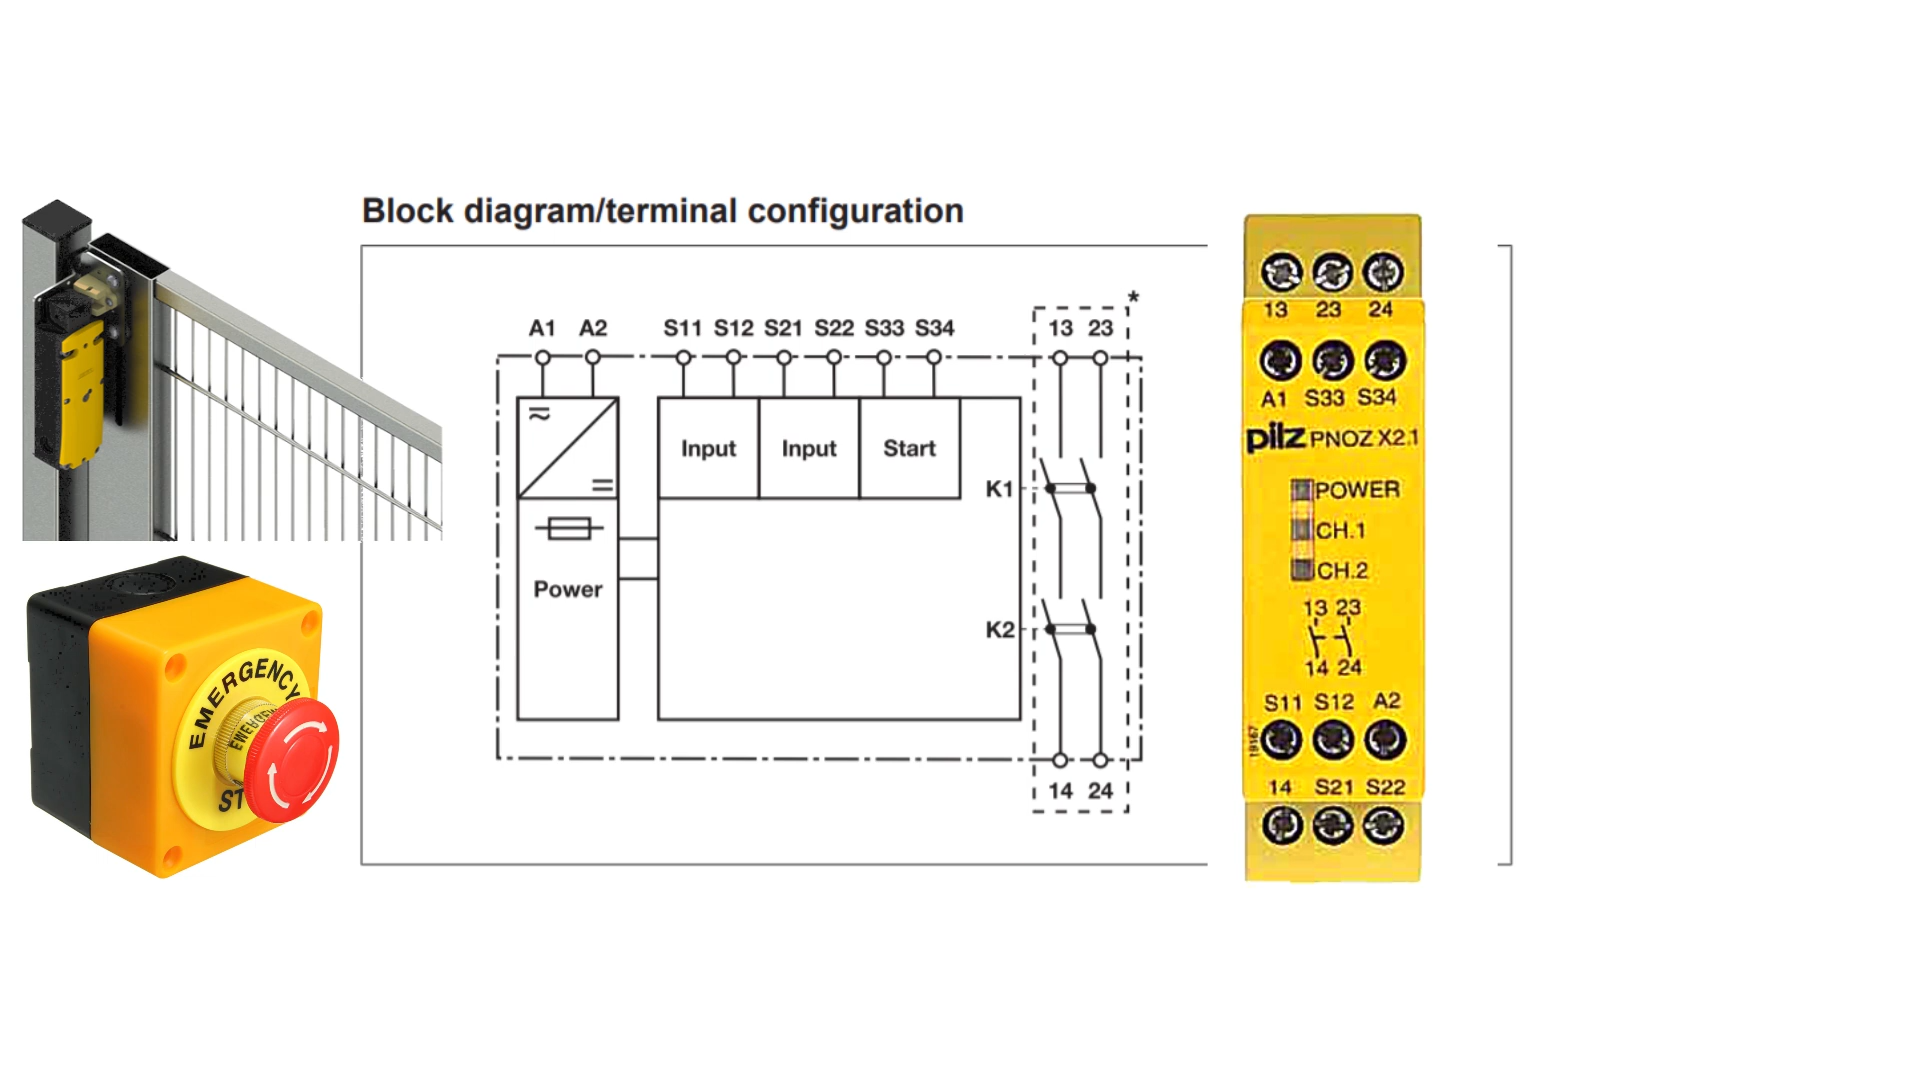 Block diagram/terminal configuration
*
A1 A2 S11 S12 S21 S22 S33 S34 13 23
Input Input Start
K1
Power
K2
14 24
13 23 24
A1 S33 S34
pilz PNOZ X2.1
POWER
CH.1
CH.2
13 23
14 24
S11 S12 A2
14 S21 S22
EMERGENCY